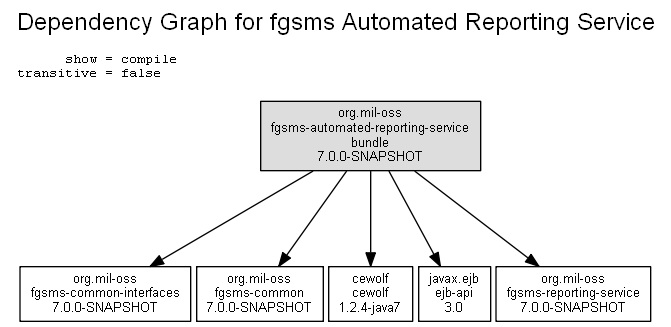 Dependency Graph for fgsms Automated Reporting Service
show = compile
transitive = false
org.mil-oss
fgsms-automated-reporting-service
bundle
7.0.0-SNAPSHOT
org.mil-oss
fgsms-common-interfaces
7.0.0-SNAPSHOT
org.mil-oss
fgsms-common
7.0.0-SNAPSHOT
cewolf
cewolf
1.2.4-java7
javax.ejb
ejb-api
3.0
org.mil-oss
fgsms-reporting-service
7.0.0-SNAPSHOT